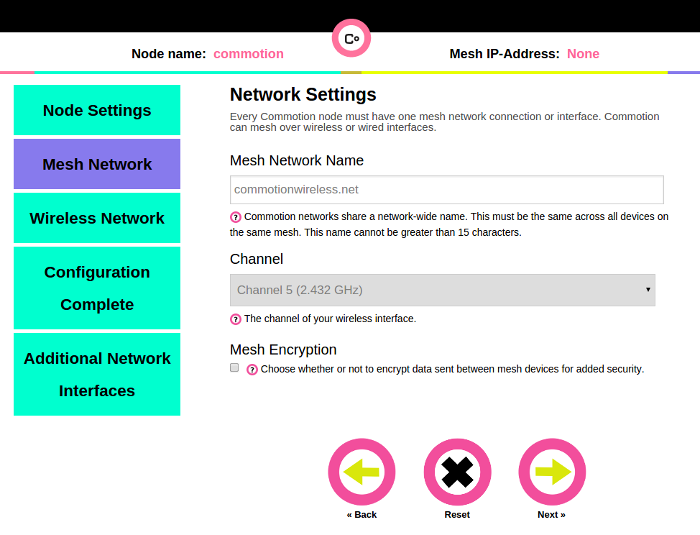 Co
Node name: commotion
Mesh IP-Address: None
Node Settings
Mesh Network
Wireless Network
Configuration
Complete
Additional Network
Interfaces
Network Settings
Every Commotion node must have one mesh network connection or interface. Commotion
can mesh over wireless or wired interfaces.
Mesh Network Name
commotionwireless.net
? Commotion networks share a network-wide name. This must be the same across all devices on
the same mesh. This name cannot be greater than 15 characters.
Channel
Channel 5 (2.432 GHz)
? The channel of your wireless interface.
Mesh Encryption
? Choose whether or not to encrypt data sent between mesh devices for added security.
« Back
Reset
Next »